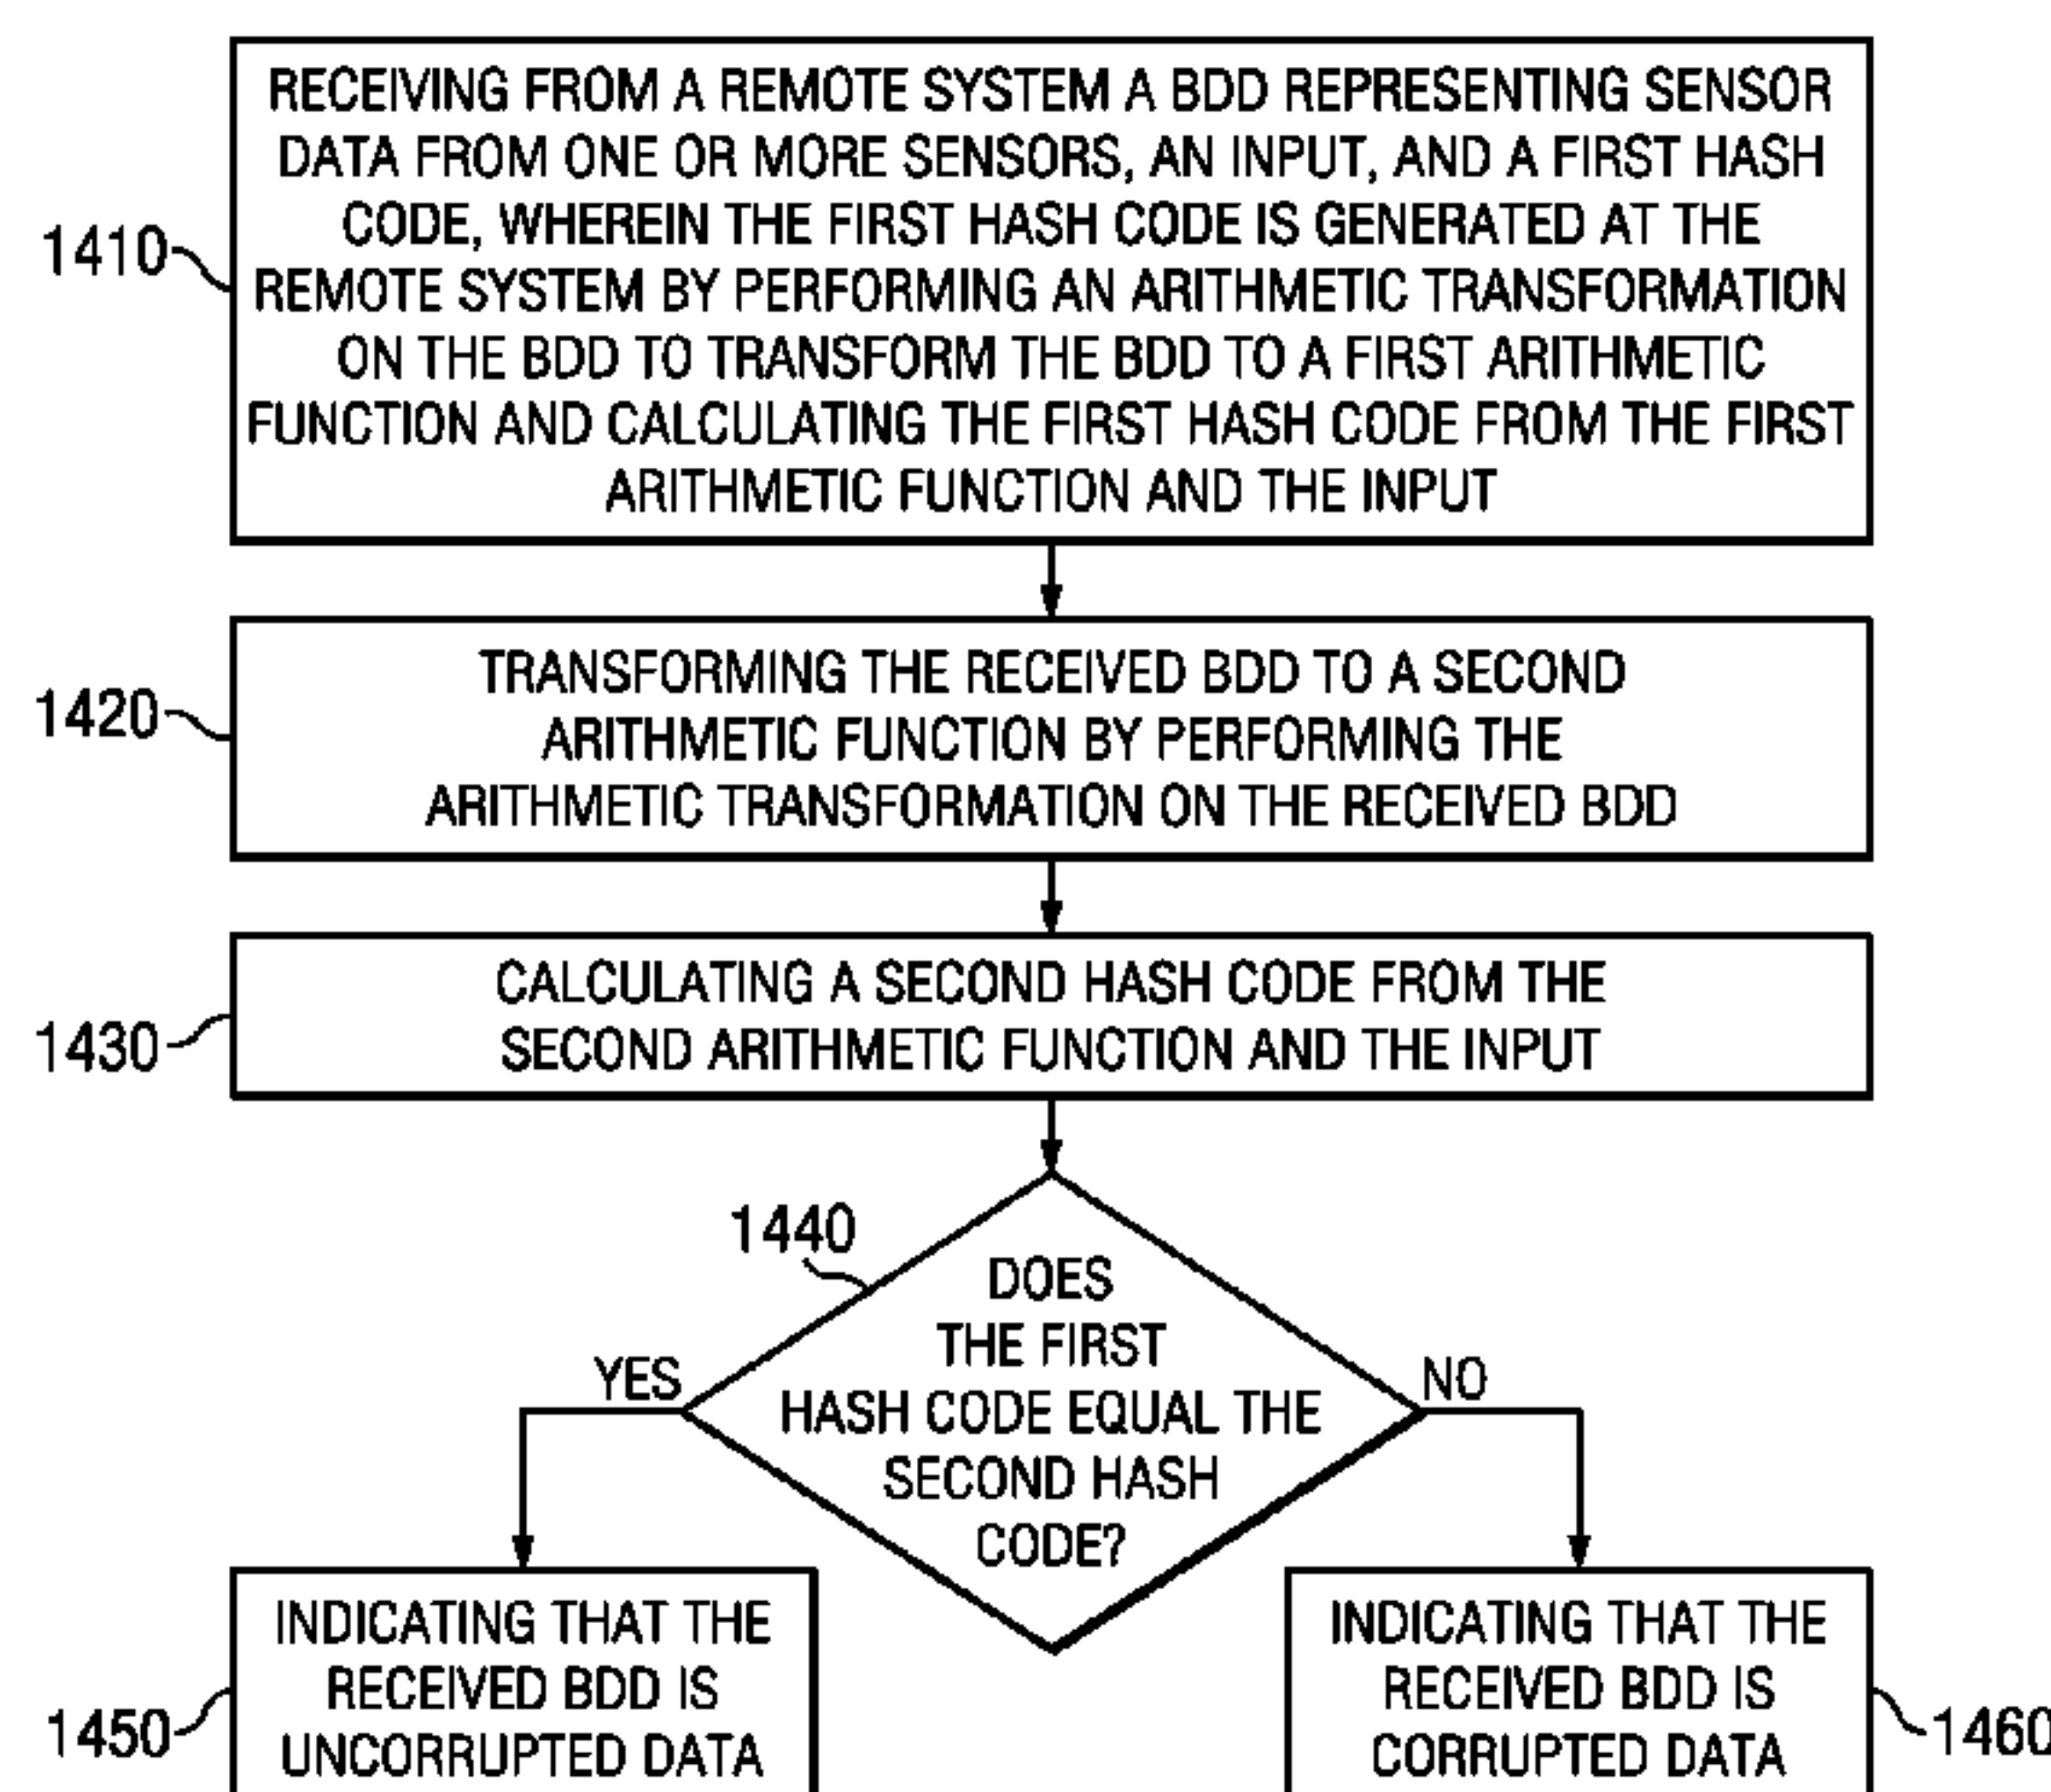 RECEIVING FROM A REMOTE SYSTEM A BDD REPRESENTING SENSOR
DATA FROM ONE OR MORE SENSORS, AN INPUT, AND A FIRST HASH
CODE, WHEREIN THE FIRST HASH CODE IS GENERATED AT THE
REMOTE SYSTEM BY PERFORMING AN ARITHMETIC TRANSFORMATION
ON THE BDD TO TRANSFORM THE BDD TO A FIRST ARITHMETIC
FUNCTION AND CALCULATING THE FIRST HASH CODE FROM THE FIRST
ARITHMETIC FUNCTION AND THE INPUT
1410
TRANSFORMING THE RECEIVED BDD TO A SECOND
ARITHMETIC FUNCTION BY PERFORMING THE
ARITHMETIC TRANSFORMATION ON THE RECEIVED BDD
1420
CALCULATING A SECOND HASH CODE FROM THE
SECOND ARITHMETIC FUNCTION AND THE INPUT
1430
1440
DOES
THE FIRST
HASH CODE EQUAL THE
SECOND HASH
CODE?
YES
NO
INDICATING THAT THE
RECEIVED BDD IS
UNCORRUPTED DATA
1450
INDICATING THAT THE
RECEIVED BDD IS
CORRUPTED DATA
1460